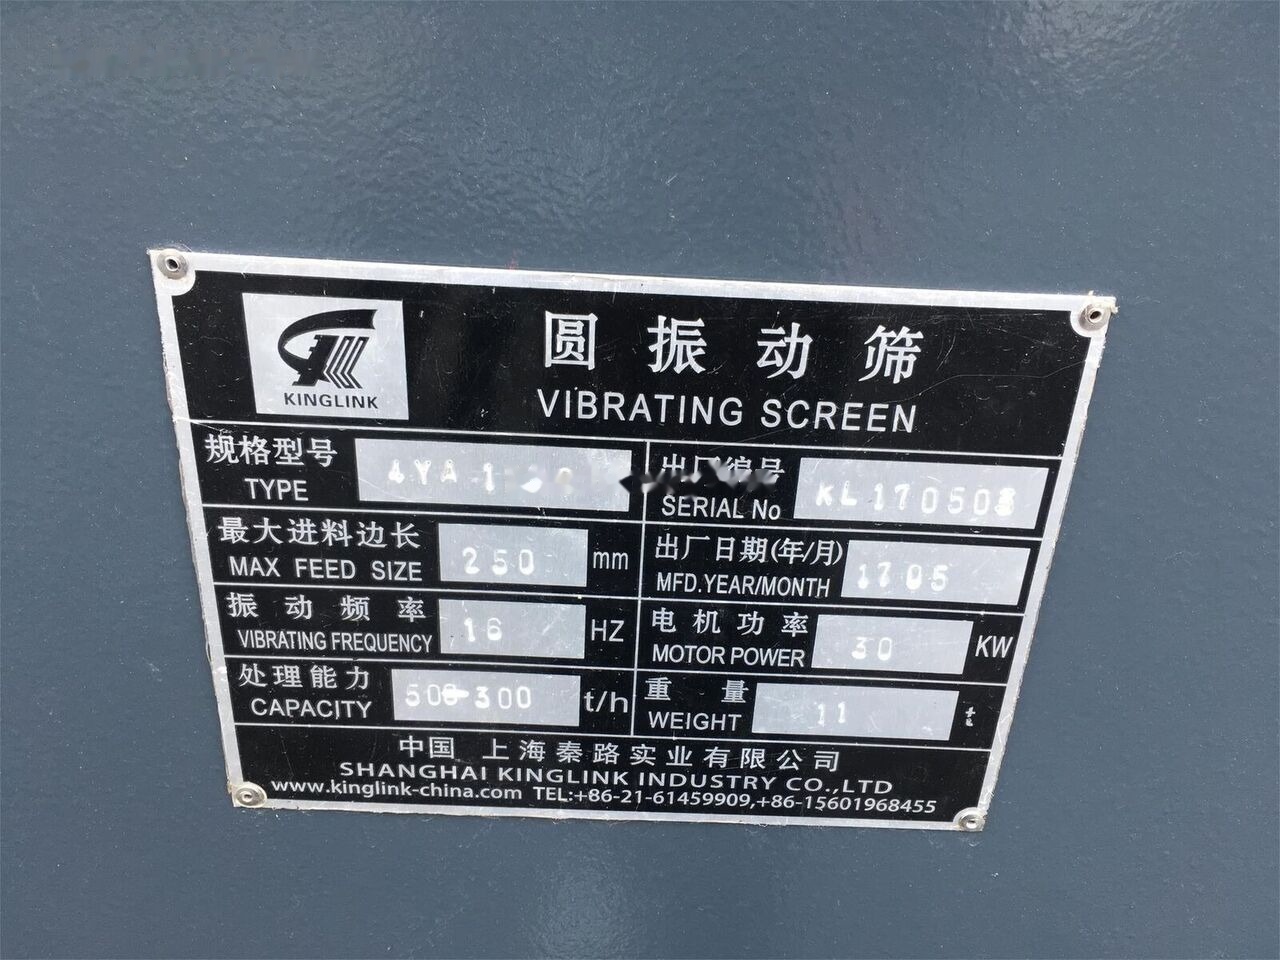 KINGLINK
圆振动筛
VIBRATING SCREEN
规格型号
TYPE
出厂编号
SERIAL No
最大进料边长
MAX FEED SIZE 250 mm
出厂日期(年/月)
MFD.YEAR/MONTH 1705
振动频率
VIBRATING FREQUENCY 16 HZ
电机功率
MOTOR POWER 30 KW
处理能力
CAPACITY t/h
重量
WEIGHT 11 t
中国 上海秦路实业有限公司
SHANGHAI KINGLINK INDUSTRY CO.,LTD
www.kinglink-china.com TEL:+86-21-61459909,+86-15601968455